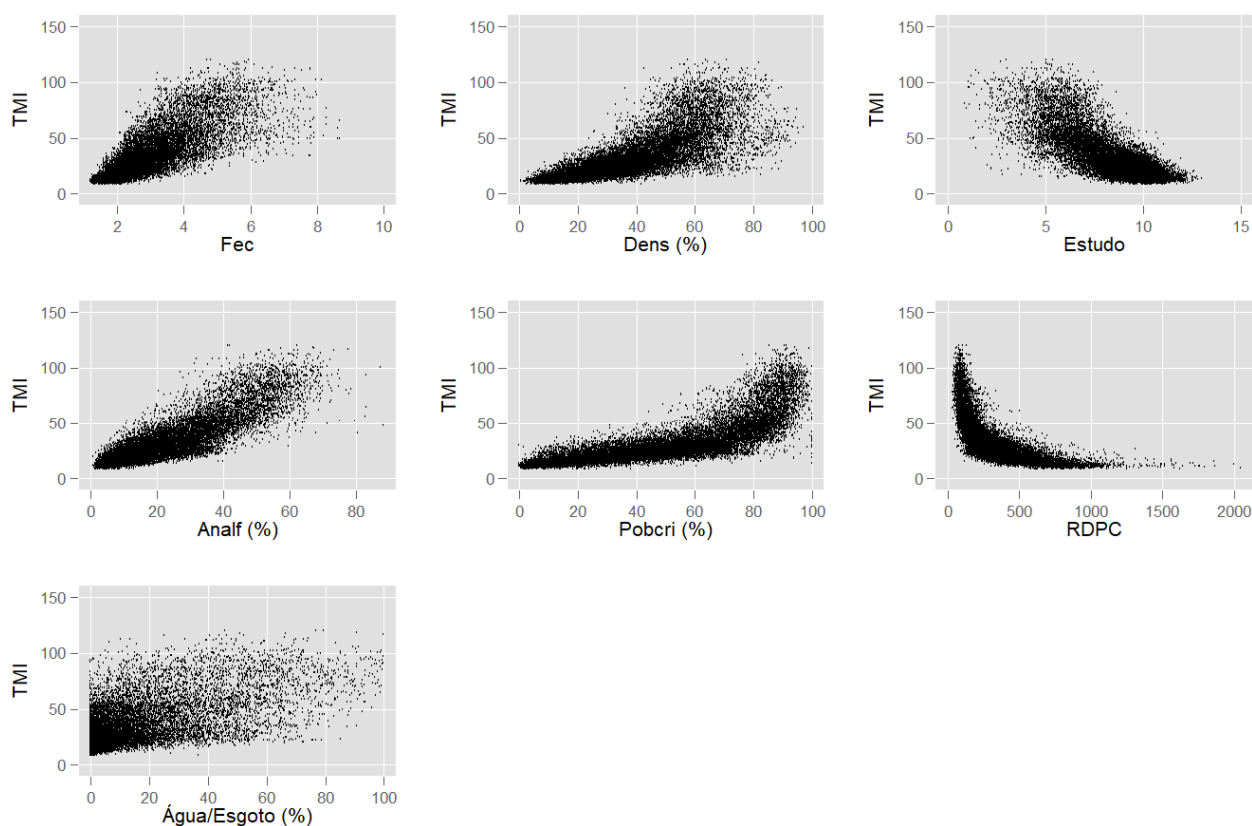 TMI
150
100
50
0
2 4 6 8 10
Fec
TMI
150
100
50
0
0 20 40 60 80 100
Dens (%)
TMI
150
100
50
0
0 5 10 15
Estudo
TMI
150
100
50
0
0 20 40 60 80
Analf (%)
TMI
150
100
50
0
0 20 40 60 80 100
Pobcri (%)
TMI
150
100
50
0
0 500 1000 1500 2000
RDPC
TMI
150
100
50
0
0 20 40 60 80 100
Água/Esgoto (%)